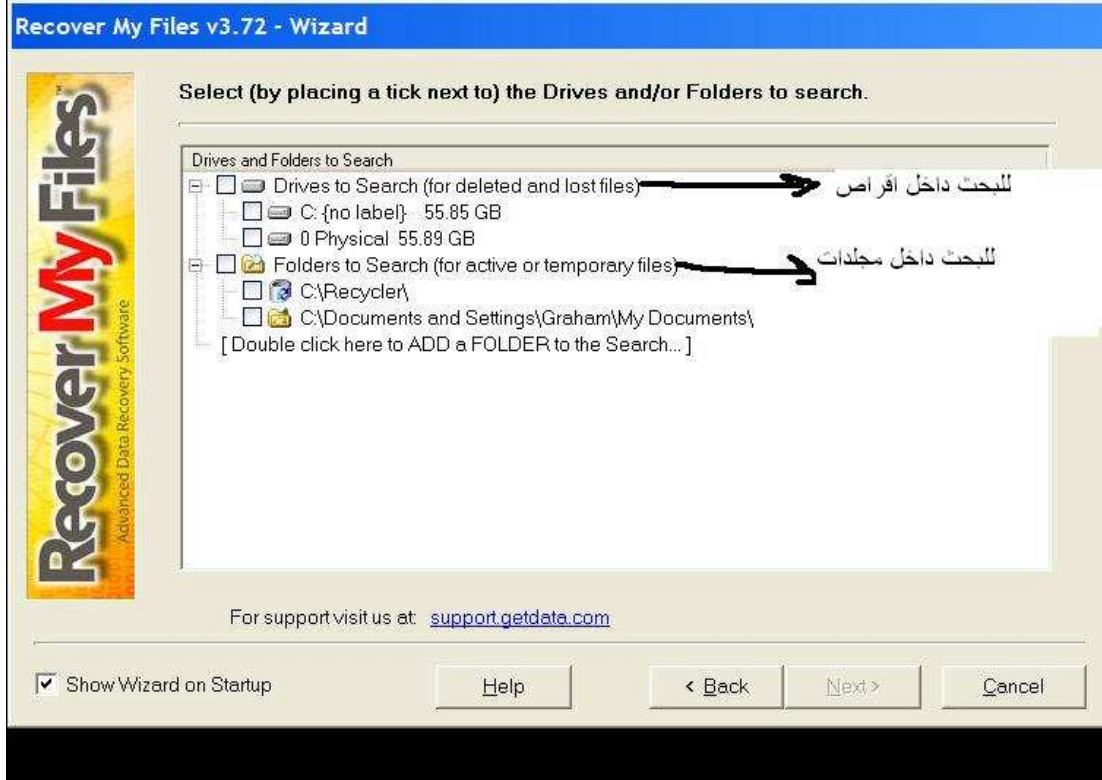 Recover My Files v3.72 - Wizard
Recover My Files
Advanced Data Recovery Software
Select (by placing a tick next to) the Drives and/or Folders to search.
Drives and Folders to Search
Drives to Search (for deleted and lost files)
للبحث داخل اقراص
C: {no label} 55.85 GB
0 Physical 55.89 GB
Folders to Search (for active or temporary files)
للبحث داخل مجلدات
C:\Recycler\
C:\Documents and Settings\Graham\My Documents\
[ Double click here to ADD a FOLDER to the Search... ]
For support visit us at: support.getdata.com
Show Wizard on Startup
Help
< Back
Next >
Cancel